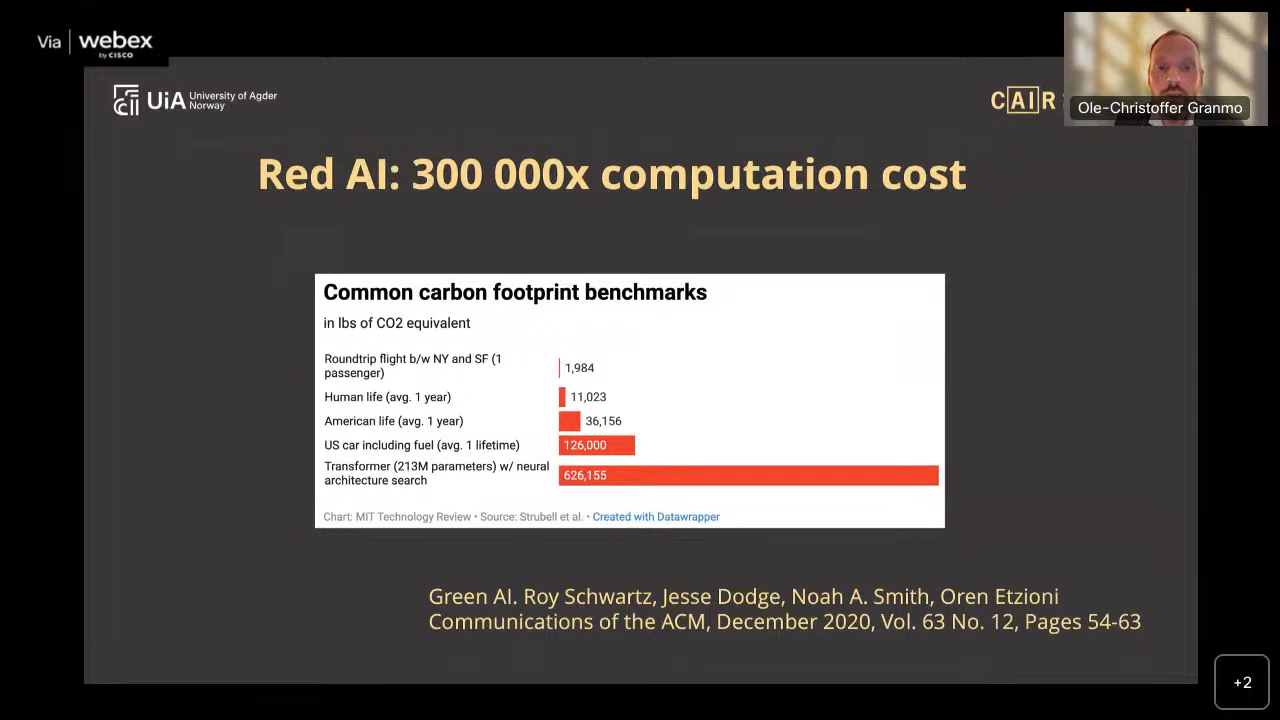 Via webex
by CISCO
UiA University of Agder
Norway
CAIR
Ole-Christoffer Granmo
Red AI: 300 000x computation cost
Common carbon footprint benchmarks
in lbs of CO2 equivalent
Roundtrip flight b/w NY and SF (1
passenger)
1,984
Human life (avg. 1 year)
11,023
American life (avg. 1 year)
36,156
US car including fuel (avg. 1 lifetime)
126,000
Transformer (213M parameters) w/ neural
architecture search
626,155
Chart: MIT Technology Review • Source: Strubell et al. • Created with Datawrapper
Green AI. Roy Schwartz, Jesse Dodge, Noah A. Smith, Oren Etzioni
Communications of the ACM, December 2020, Vol. 63 No. 12, Pages 54-63
+2